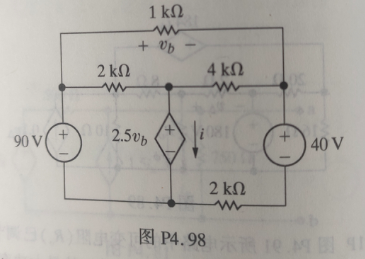 1 kΩ
+ v_b −
2 kΩ
4 kΩ
90 V
+
−
2.5v_b
+
−
i
+
−
40 V
2 kΩ
图 P4.98